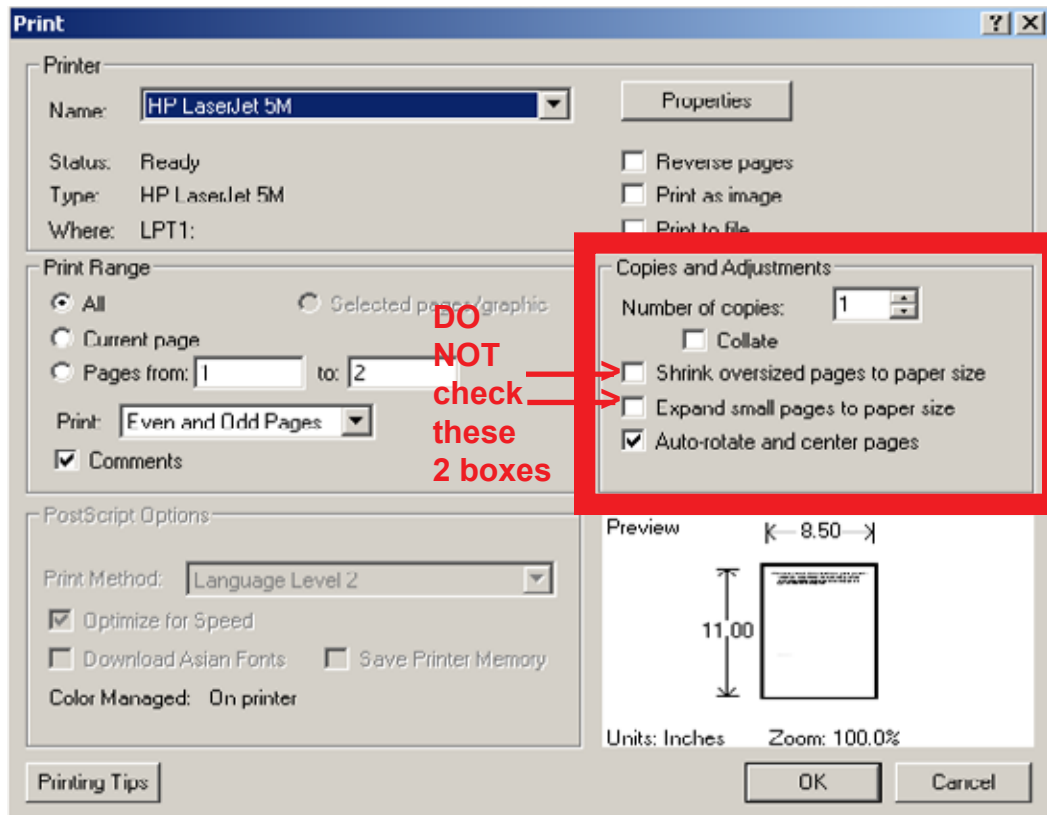 Print
Printer
Name: HP LaserJet 5M
Properties
Status: Ready
Type: HP LaserJet 5M
Where: LPT1:
Reverse pages
Print as image
Print to file
Print Range
All
Selected pages/graphic
Current page
Pages from: 1 to: 2
Print: Even and Odd Pages
Comments
DO
NOT
check
these
2 boxes
Copies and Adjustments
Number of copies: 1
Collate
Shrink oversized pages to paper size
Expand small pages to paper size
Auto-rotate and center pages
PostScript Options
Print Method: Language Level 2
Optimize for Speed
Download Asian Fonts Save Printer Memory
Color Managed: On printer
Preview
8.50
11.00
Units: Inches Zoom: 100.0%
Printing Tips
OK
Cancel